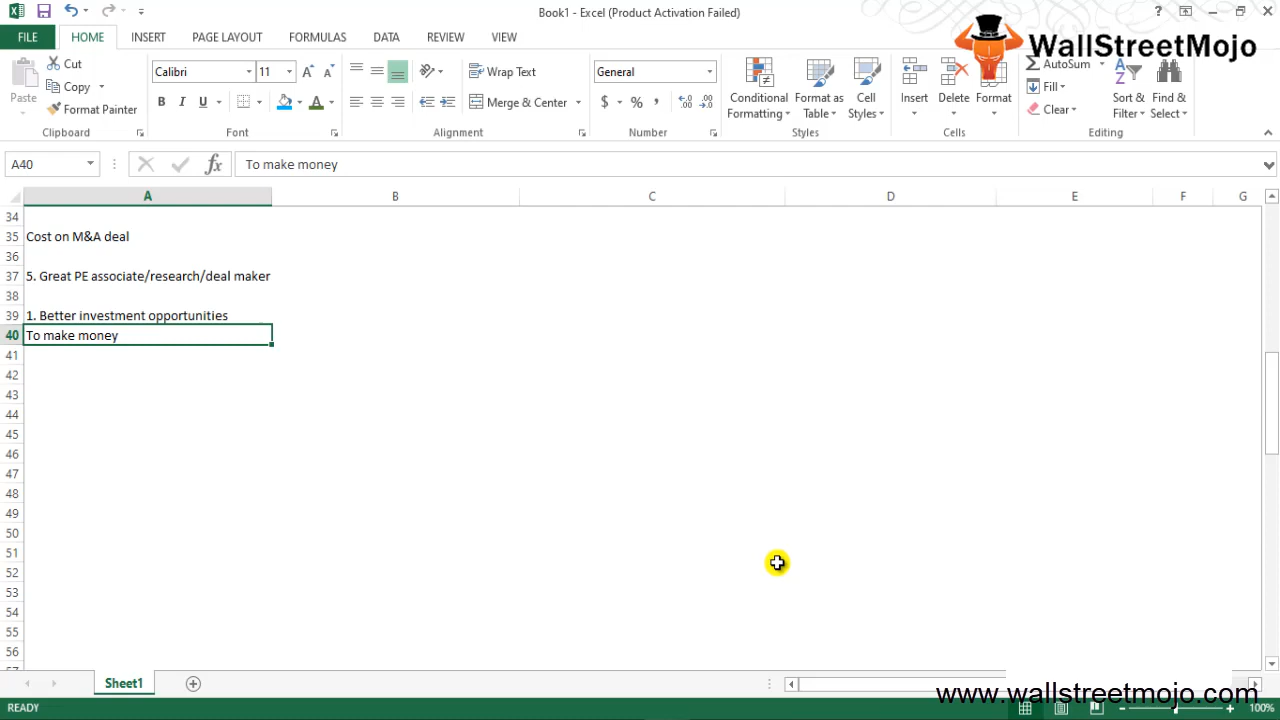 Book1 - Excel (Product Activation Failed)
?
FILE HOME INSERT PAGE LAYOUT FORMULAS DATA REVIEW VIEW
WallStreetMojo
Paste
Cut
Copy
Format Painter
Clipboard
Calibri 11
B I U
Font
Wrap Text
Merge & Center
Alignment
General
$ % ,
Number
Conditional Formatting
Format as Table
Cell Styles
Styles
Insert
Delete
Format
Cells
AutoSum
Fill
Clear
Sort & Filter
Find & Select
Editing
A40 fx To make money
A B C D E F G
34
35 Cost on M&A deal
36
37 5. Great PE associate/research/deal maker
38
39 1. Better investment opportunities
40 To make money
41
42
43
44
45
46
47
48
49
50
51
52
53
54
55
56
57
Sheet1
www.wallstreetmojo.com
READY
100%